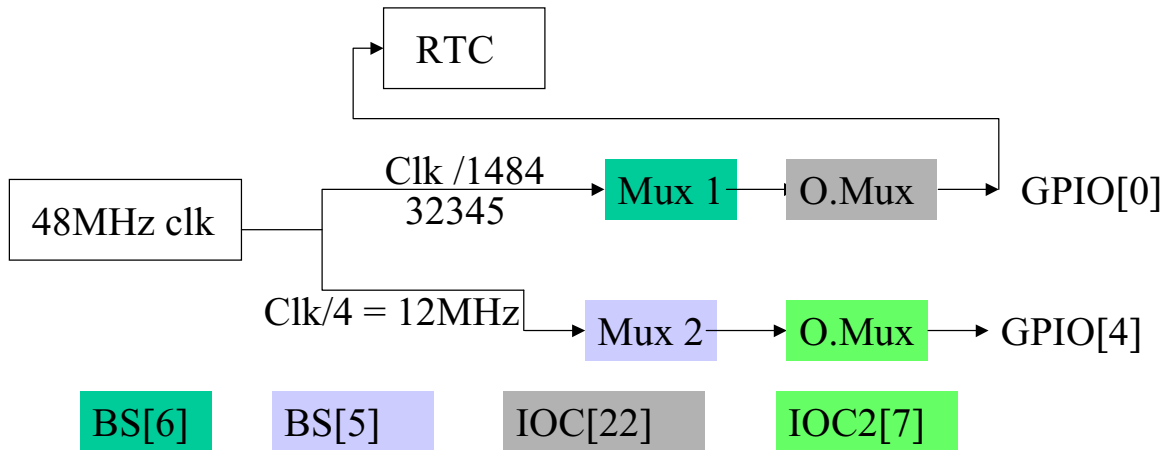 RTC
Clk /1484
32345
Mux 1
O.Mux
GPIO[0]
48MHz clk
Clk/4 = 12MHz
Mux 2
O.Mux
GPIO[4]
BS[6]
BS[5]
IOC[22]
IOC2[7]